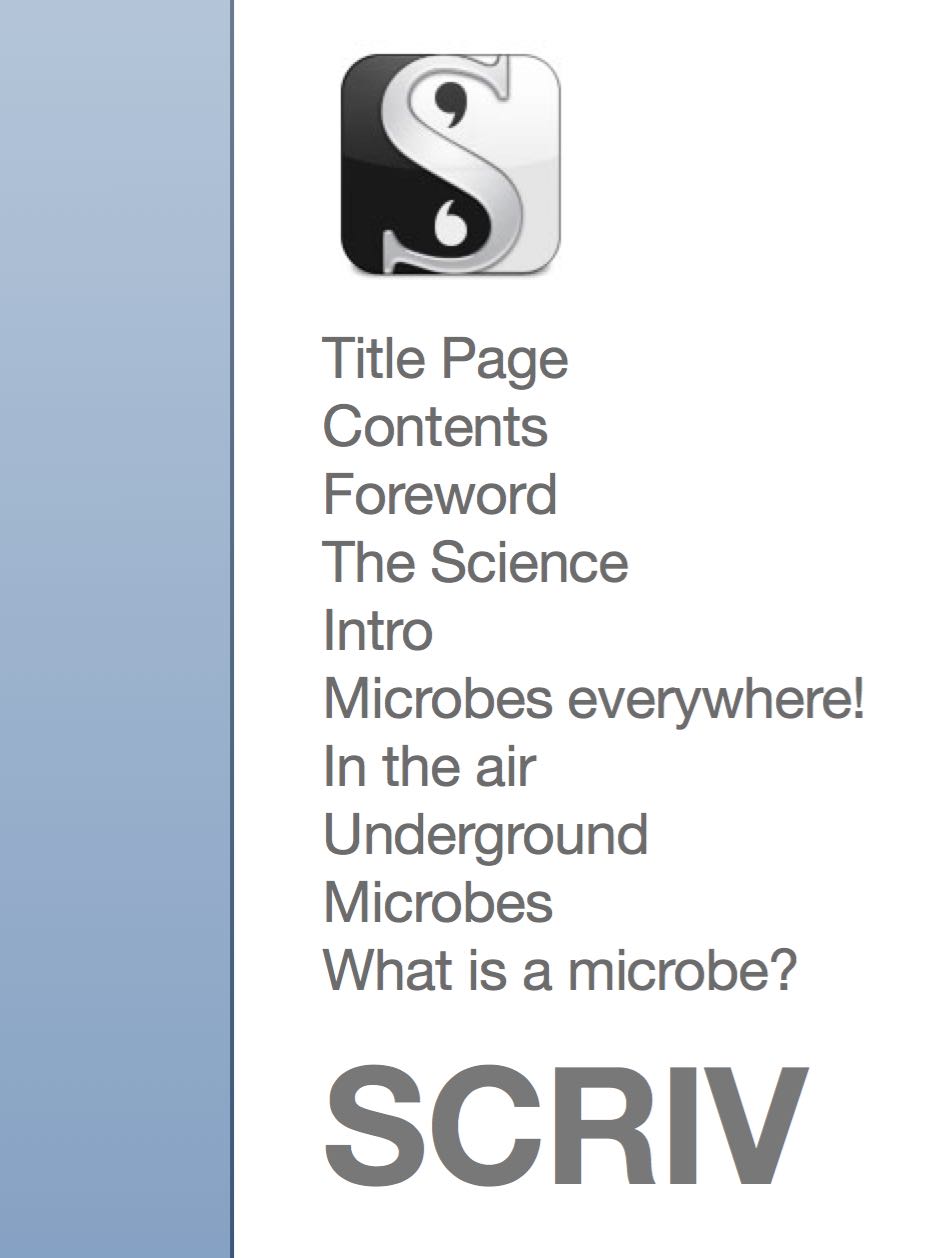 Title Page
Contents
Foreword
The Science
Intro
Microbes everywhere!
In the air
Underground
Microbes
What is a microbe?
SCRIV